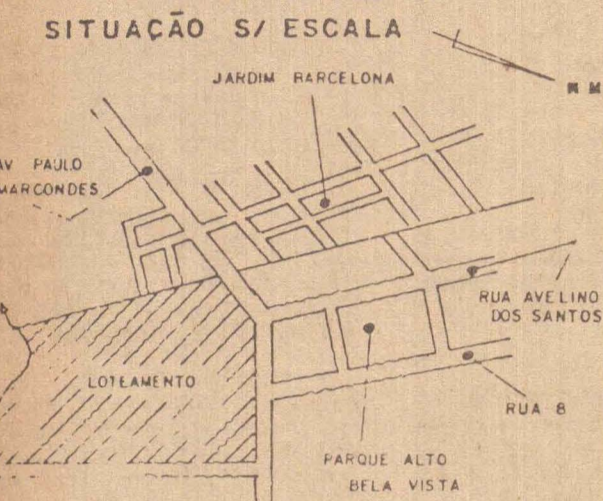 SITUAÇÃO S/ ESCALA
JARDIM BARCELONA
N M
AV PAULO
MARCONDES
RUA AVELINO
DOS SANTOS
LOTEAMENTO
RUA 8
PARQUE ALTO
BELA VISTA